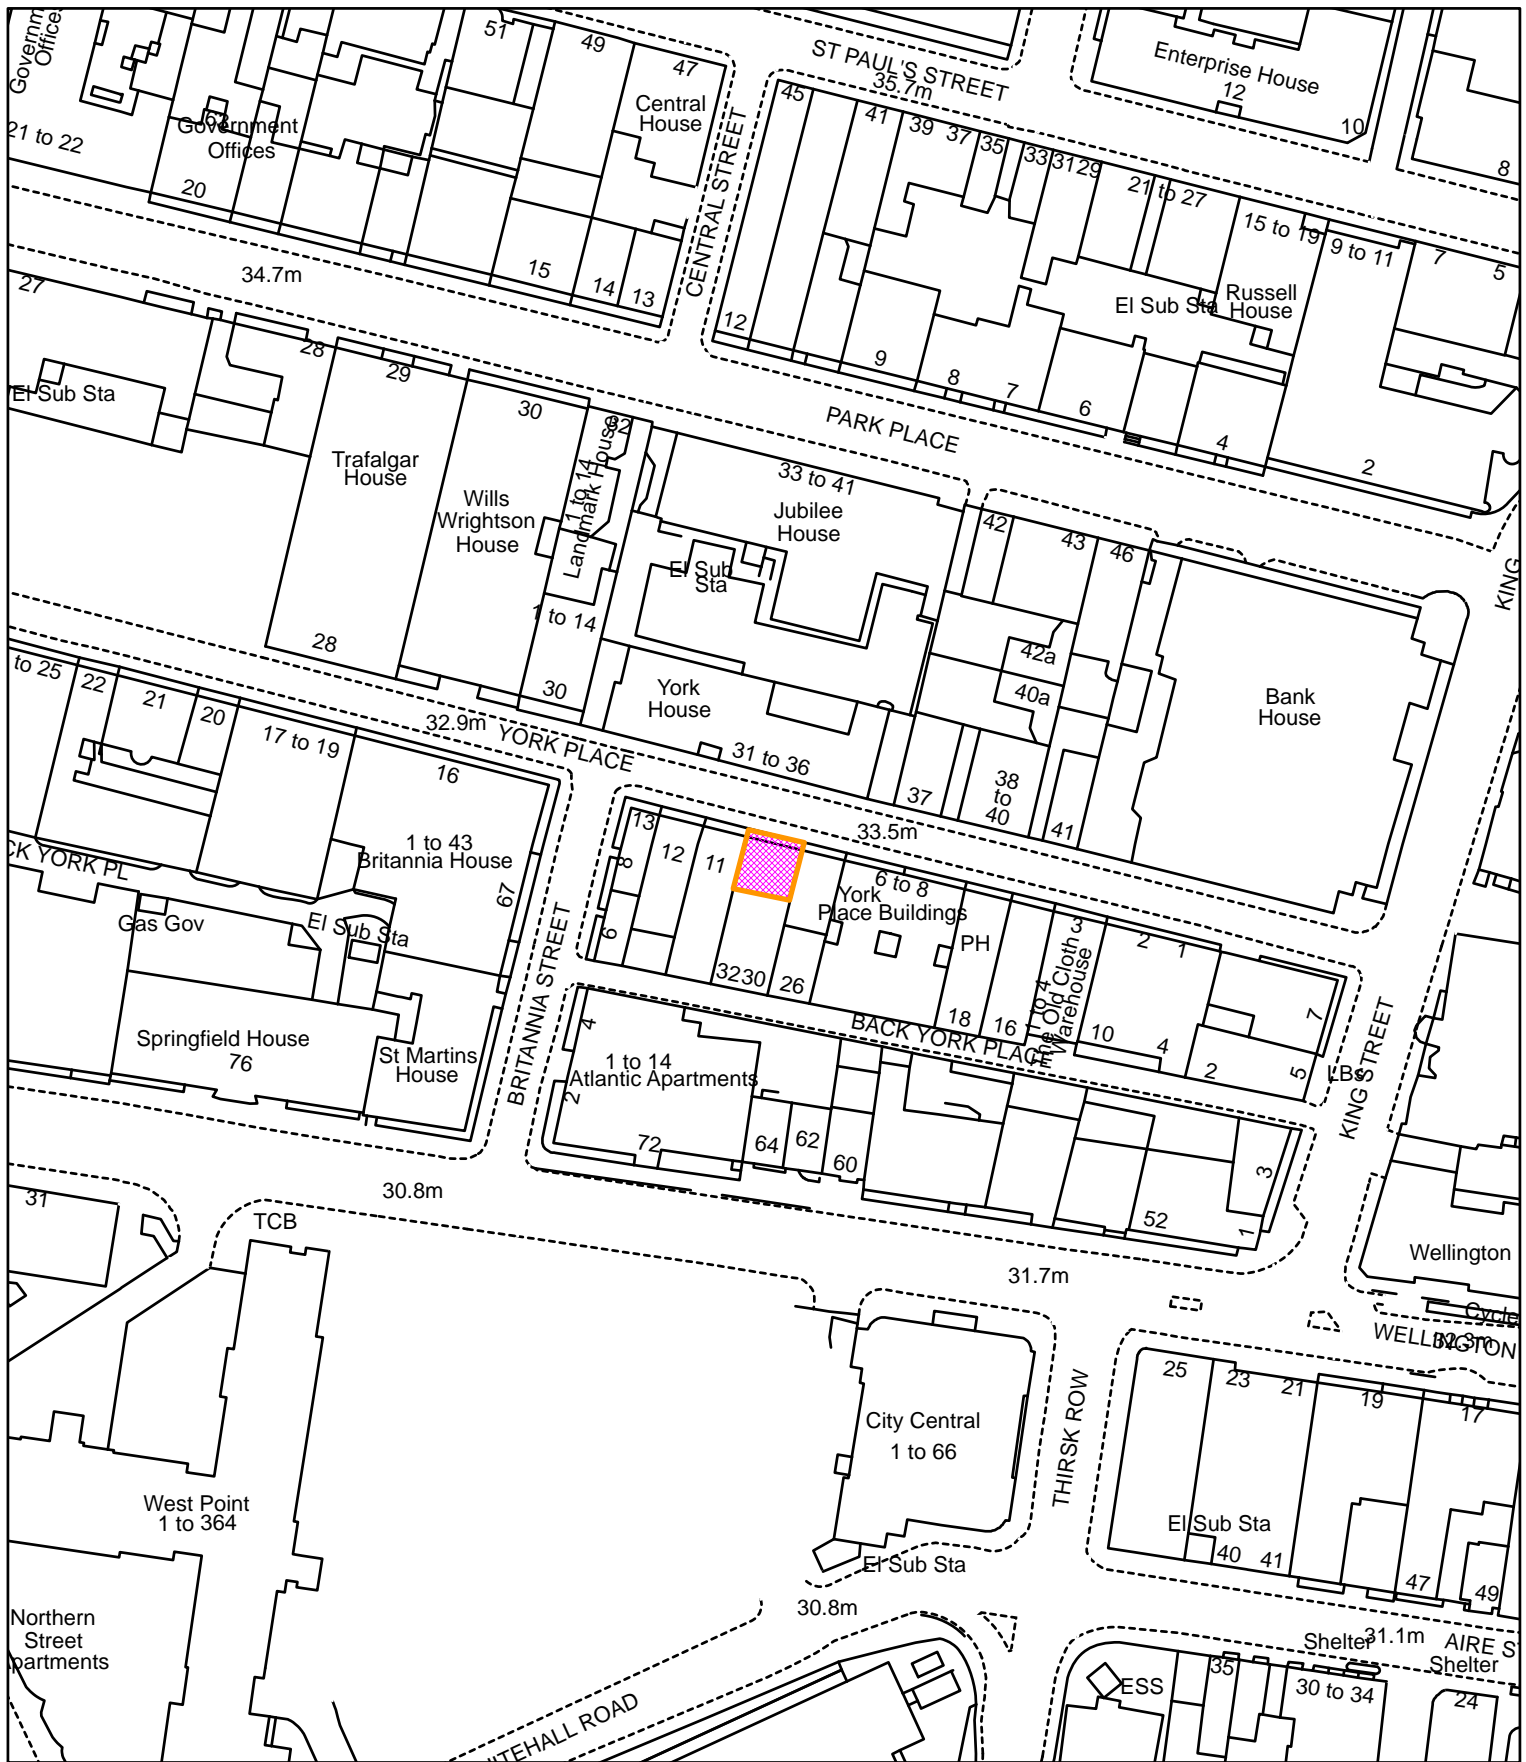 51
49
47
Central
House
Government
Offices
63
Government
Offices
21 to 22
20
15
14
13
CENTRAL STREET
ST PAUL'S STREET
35.7m
Enterprise House
12
10
8
45
41
39
37
35
33
31
29
21 to 27
15 to 19
9 to 11
7
5
El Sub Sta
Russell
House
12
9
8
7
6
4
2
PARK PLACE
34.7m
27
28
29
30
32
El Sub Sta
Trafalgar
House
Wills
Wrightson
House
1 to 14
Landmark House
33 to 41
Jubilee
House
El Sub
Sta
42
43
46
KING
1 to 14
28
30
42a
40a
York
House
Bank
House
to 25
22
21
20
17 to 19
16
32.9m
YORK PLACE
31 to 36
37
38
to
40
41
33.5m
1 to 43
Britannia House
67
CK YORK PL
Gas Gov
El Sub Sta
13
12
11
8
6
6 to 8
York
Place Buildings
PH
3
2
1
32
30
26
18
16
1 to 4
The Old Cloth
Warehouse
10
4
2
7
5
LBs
BRITANNIA STREET
BACK YORK PLACE
KING STREET
Springfield House
76
St Martins
House
4
2
1 to 14
Atlantic Apartments
72
64
62
60
52
3
1
31
30.8m
TCB
31.7m
Wellington
Cycle
WELLINGTON
32.3m
25
23
21
19
17
City Central
1 to 66
THIRSK ROW
West Point
1 to 364
El Sub Sta
40
41
47
49
El Sub Sta
30.8m
Northern
Street
partments
Shelter
31.1m
AIRE S
Shelter
ESS
35
30 to 34
24
ITEHALL ROAD